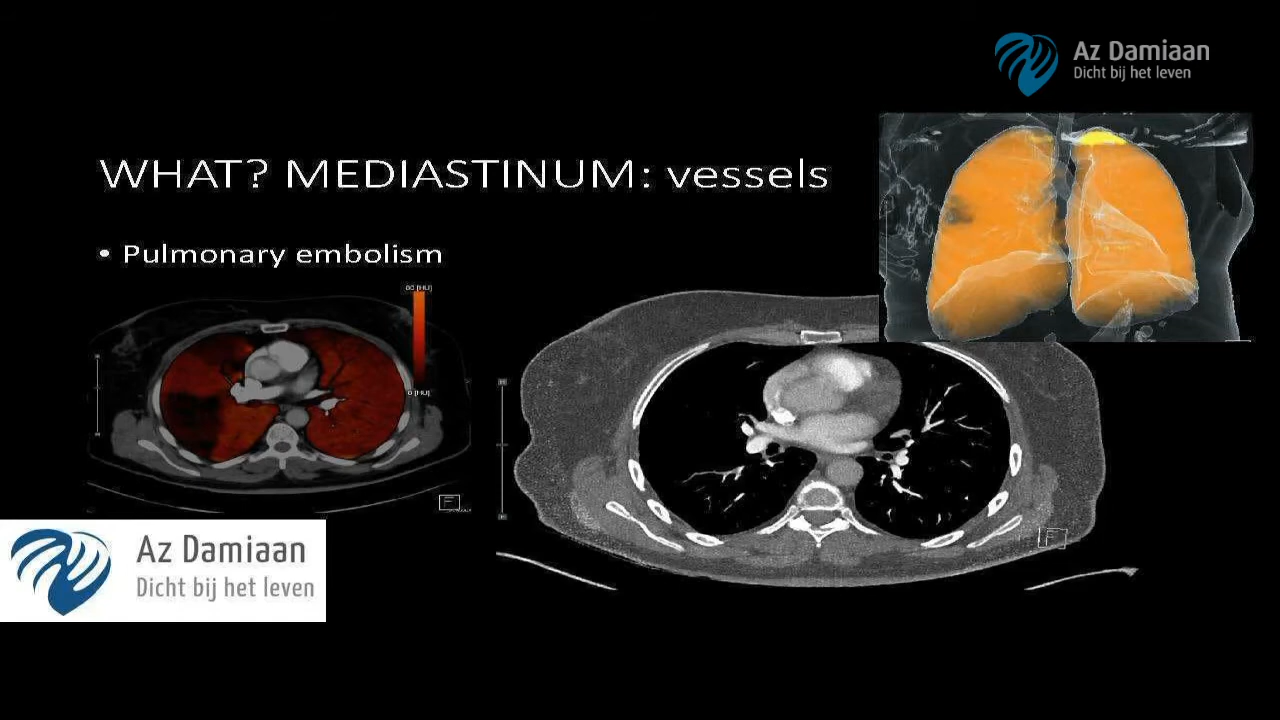 Az Damiaan
Dicht bij het leven
WHAT? MEDIASTINUM: vessels
• Pulmonary embolism
F
F
Az Damiaan
Dicht bij het leven